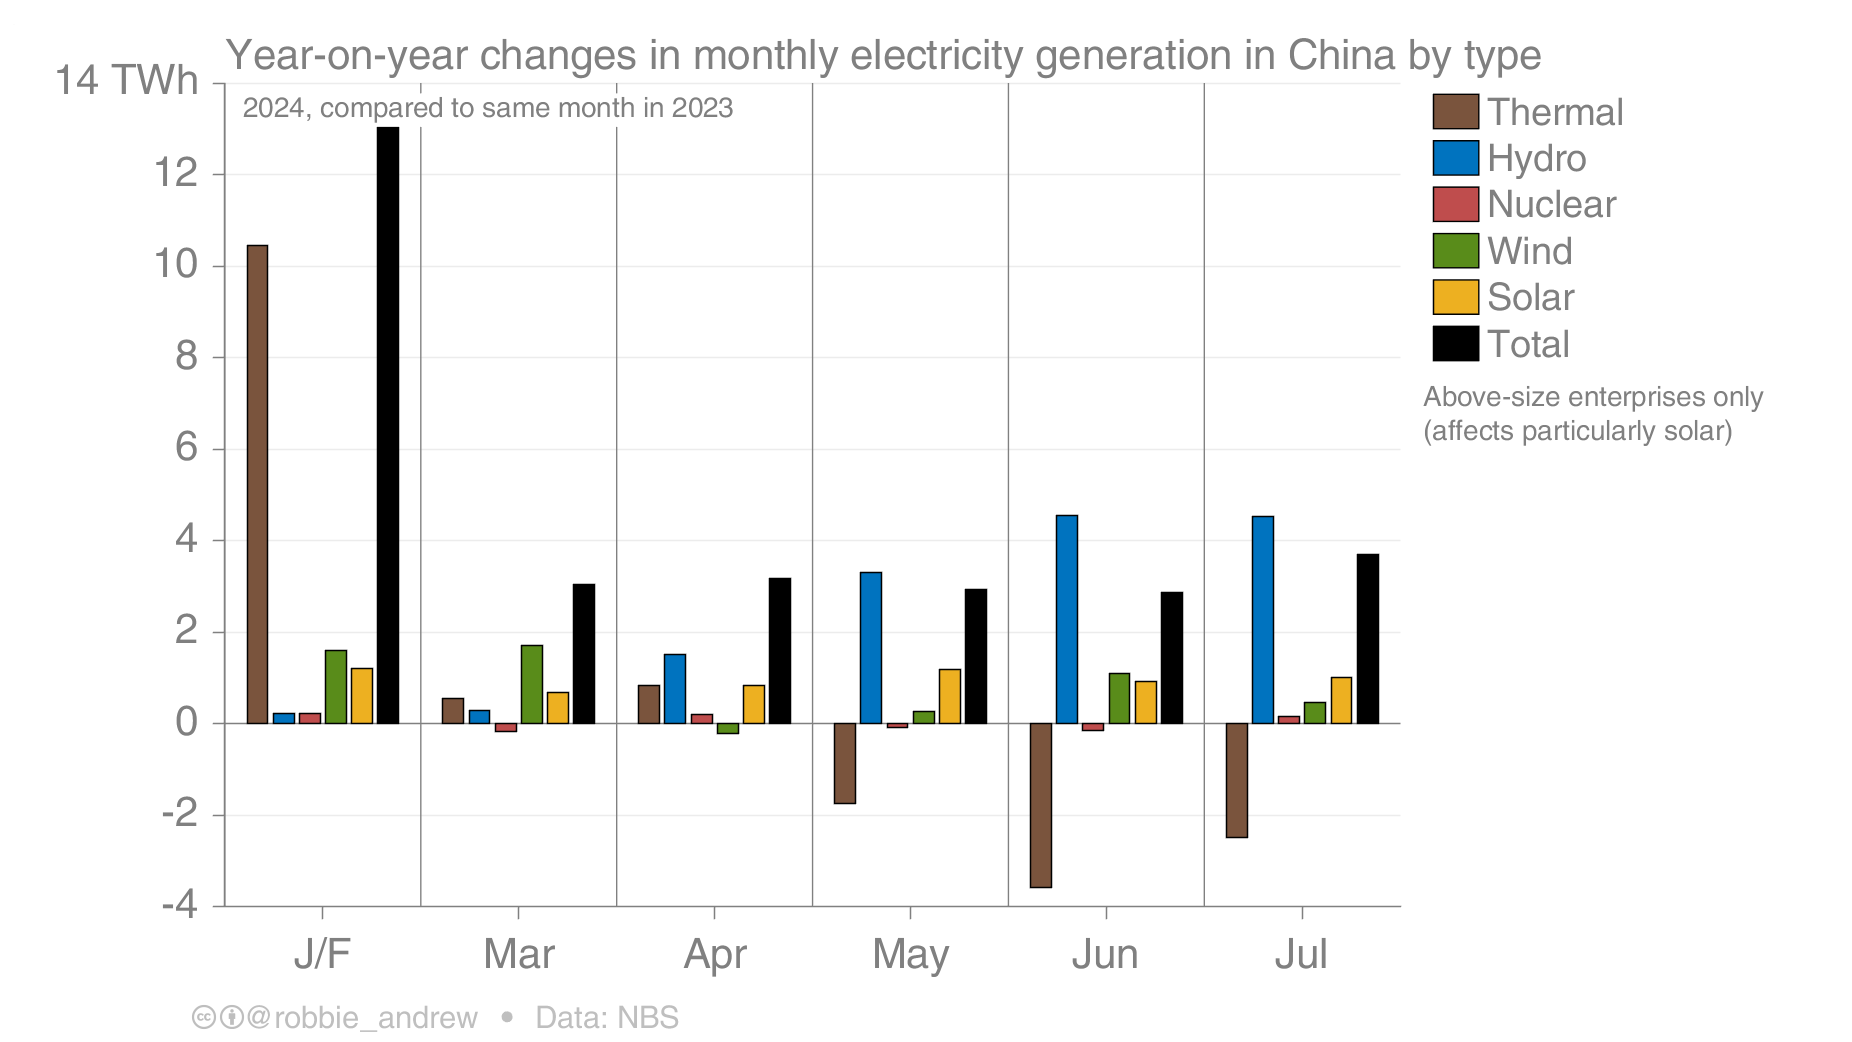 Year-on-year changes in monthly electricity generation in China by type
14 TWh
2024, compared to same month in 2023
12
10
8
6
4
2
0
-2
-4
J/F Mar Apr May Jun Jul
Thermal
Hydro
Nuclear
Wind
Solar
Total
Above-size enterprises only
(affects particularly solar)
cc @robbie_andrew • Data: NBS